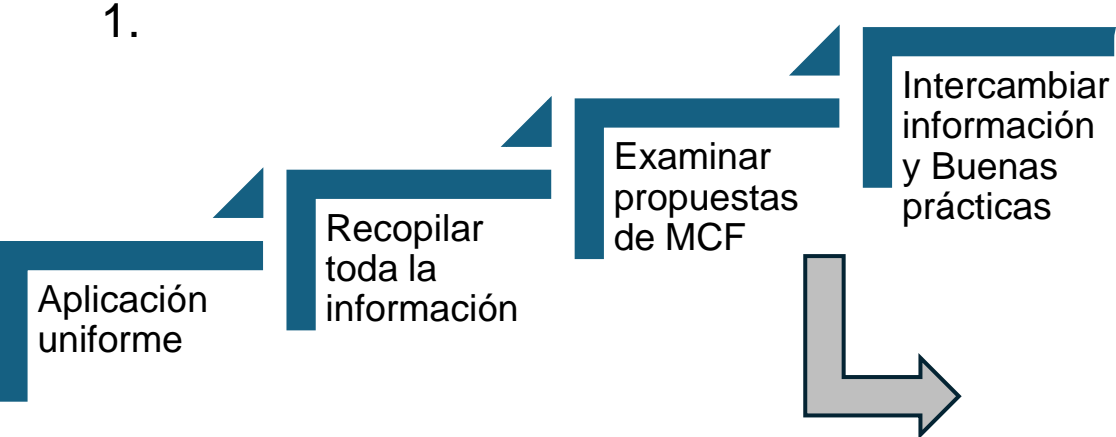 1.
Aplicación
uniforme
Recopilar
toda la
información
Examinar
propuestas
de MCF
Intercambiar
información
y Buenas
prácticas